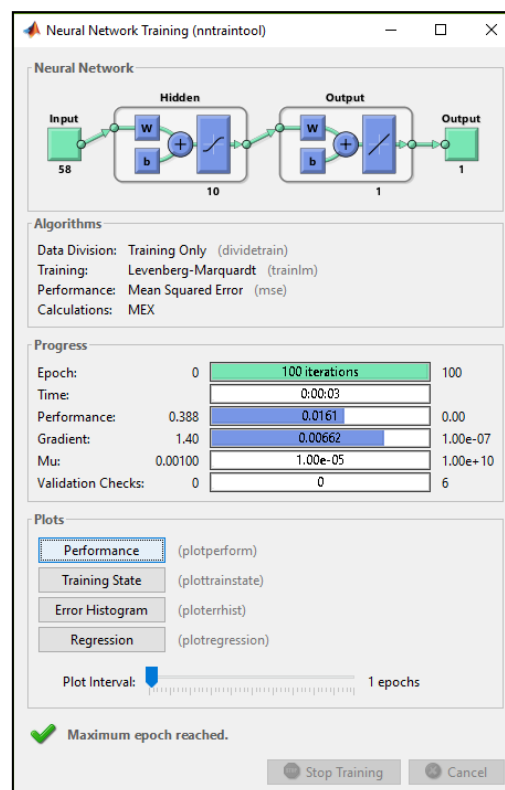 Neural Network Training (nntraintool)
Neural Network
Hidden Output
Input Output
W W
b b
58 10 1 1
Algorithms
Data Division: Training Only (dividetrain)
Training: Levenberg-Marquardt (trainlm)
Performance: Mean Squared Error (mse)
Calculations: MEX
Progress
Epoch: 0 100 iterations 100
Time: 0:00:03
Performance: 0.388 0.0161 0.00
Gradient: 1.40 0.00662 1.00e-07
Mu: 0.00100 1.00e-05 1.00e+10
Validation Checks: 0 0 6
Plots
Performance (plotperform)
Training State (plottrainstate)
Error Histogram (ploterrhist)
Regression (plotregression)
Plot Interval: 1 epochs
Maximum epoch reached.
Stop Training Cancel